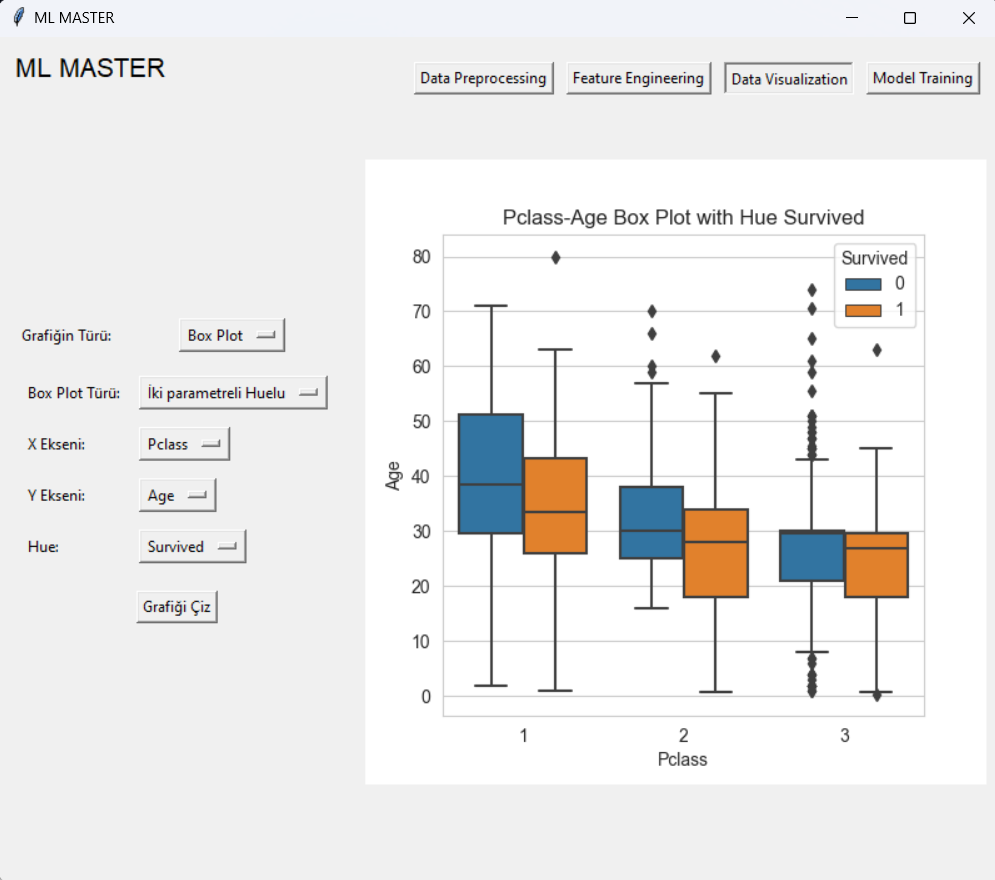 ML MASTER
ML MASTER
Data Preprocessing
Feature Engineering
Data Visualization
Model Training
Grafiğin Türü:
Box Plot
Box Plot Türü:
İki parametreli Huelu
X Ekseni:
Pclass
Y Ekseni:
Age
Hue:
Survived
Grafiği Çiz
Pclass-Age Box Plot with Hue Survived
Survived
0
1
80
70
60
50
40
30
20
10
0
Age
1 2 3
Pclass